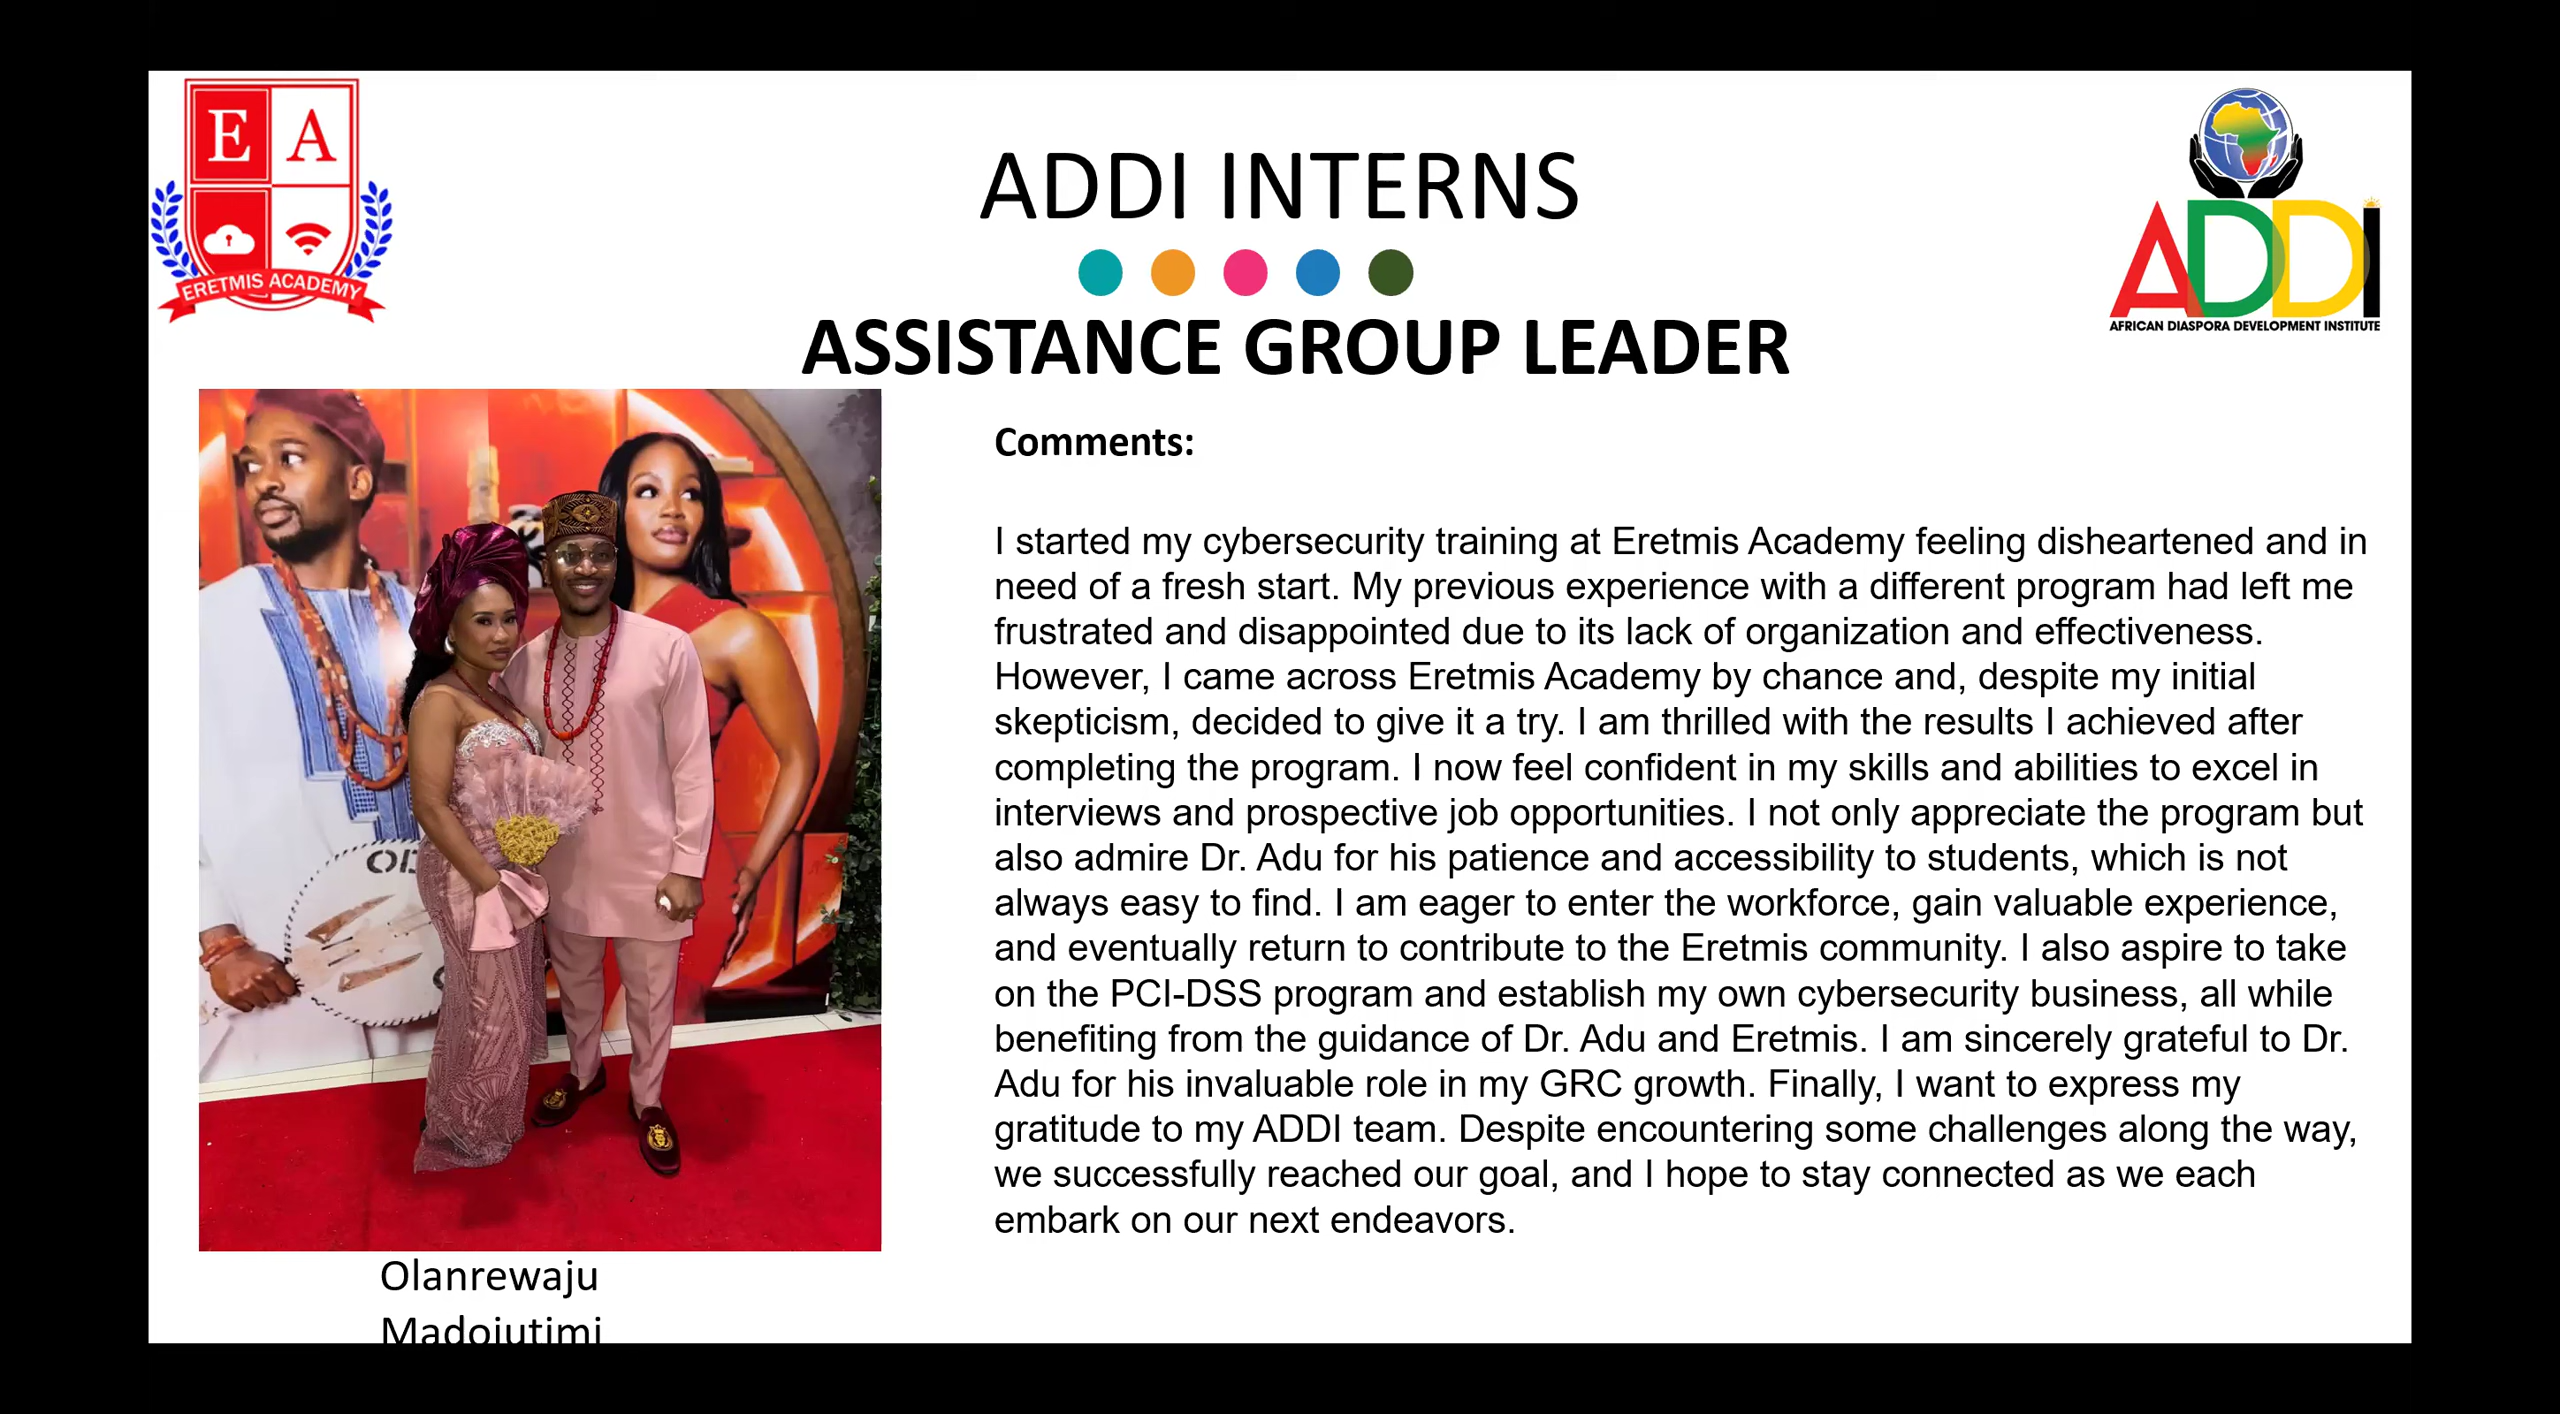 E A
ERETMIS ACADEMY
ADDI INTERNS
ADDI
AFRICAN DIASPORA DEVELOPMENT INSTITUTE
ASSISTANCE GROUP LEADER
Comments:
I started my cybersecurity training at Eretmis Academy feeling disheartened and in
need of a fresh start. My previous experience with a different program had left me
frustrated and disappointed due to its lack of organization and effectiveness.
However, I came across Eretmis Academy by chance and, despite my initial
skepticism, decided to give it a try. I am thrilled with the results I achieved after
completing the program. I now feel confident in my skills and abilities to excel in
interviews and prospective job opportunities. I not only appreciate the program but
also admire Dr. Adu for his patience and accessibility to students, which is not
always easy to find. I am eager to enter the workforce, gain valuable experience,
and eventually return to contribute to the Eretmis community. I also aspire to take
on the PCI-DSS program and establish my own cybersecurity business, all while
benefiting from the guidance of Dr. Adu and Eretmis. I am sincerely grateful to Dr.
Adu for his invaluable role in my GRC growth. Finally, I want to express my
gratitude to my ADDI team. Despite encountering some challenges along the way,
we successfully reached our goal, and I hope to stay connected as we each
embark on our next endeavors.
Olanrewaju